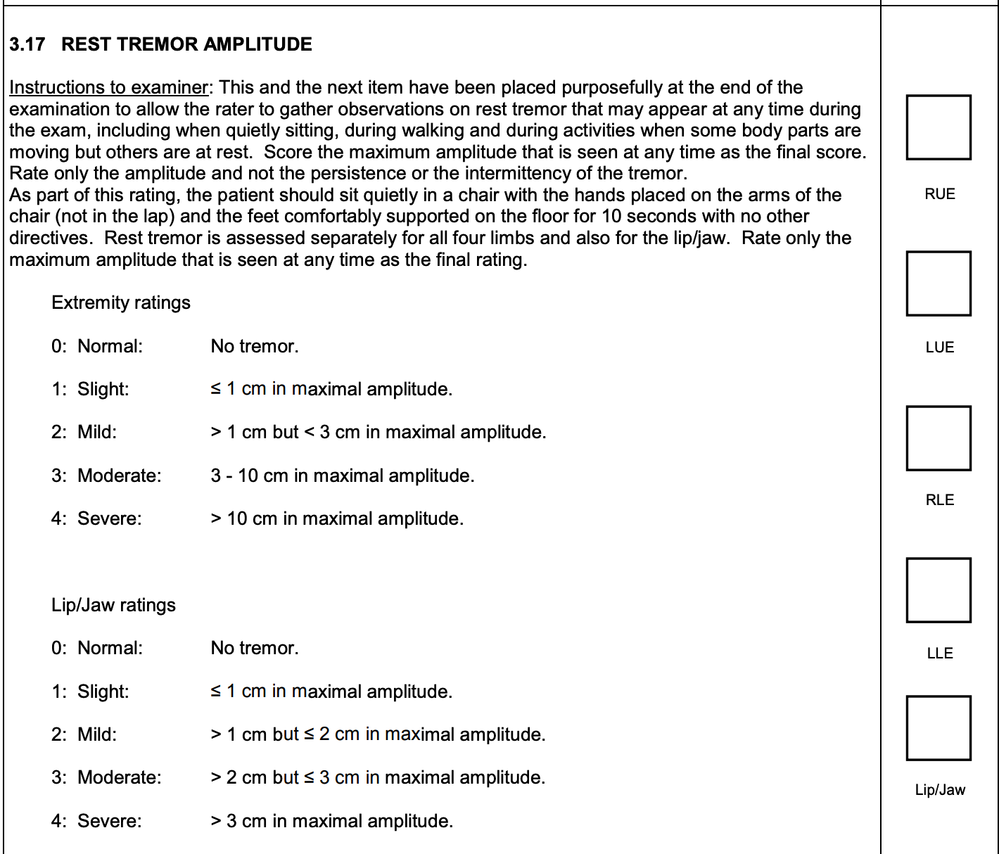 3.17 REST TREMOR AMPLITUDE
Instructions to examiner: This and the next item have been placed purposefully at the end of the
examination to allow the rater to gather observations on rest tremor that may appear at any time during
the exam, including when quietly sitting, during walking and during activities when some body parts are
moving but others are at rest. Score the maximum amplitude that is seen at any time as the final score.
Rate only the amplitude and not the persistence or the intermittency of the tremor.
As part of this rating, the patient should sit quietly in a chair with the hands placed on the arms of the
chair (not in the lap) and the feet comfortably supported on the floor for 10 seconds with no other
directives. Rest tremor is assessed separately for all four limbs and also for the lip/jaw. Rate only the
maximum amplitude that is seen at any time as the final rating.
Extremity ratings
0: Normal: No tremor.
1: Slight: ≤ 1 cm in maximal amplitude.
2: Mild: > 1 cm but < 3 cm in maximal amplitude.
3: Moderate: 3 - 10 cm in maximal amplitude.
4: Severe: > 10 cm in maximal amplitude.
Lip/Jaw ratings
0: Normal: No tremor.
1: Slight: ≤ 1 cm in maximal amplitude.
2: Mild: > 1 cm but ≤ 2 cm in maximal amplitude.
3: Moderate: > 2 cm but ≤ 3 cm in maximal amplitude.
4: Severe: > 3 cm in maximal amplitude.
RUE
LUE
RLE
LLE
Lip/Jaw